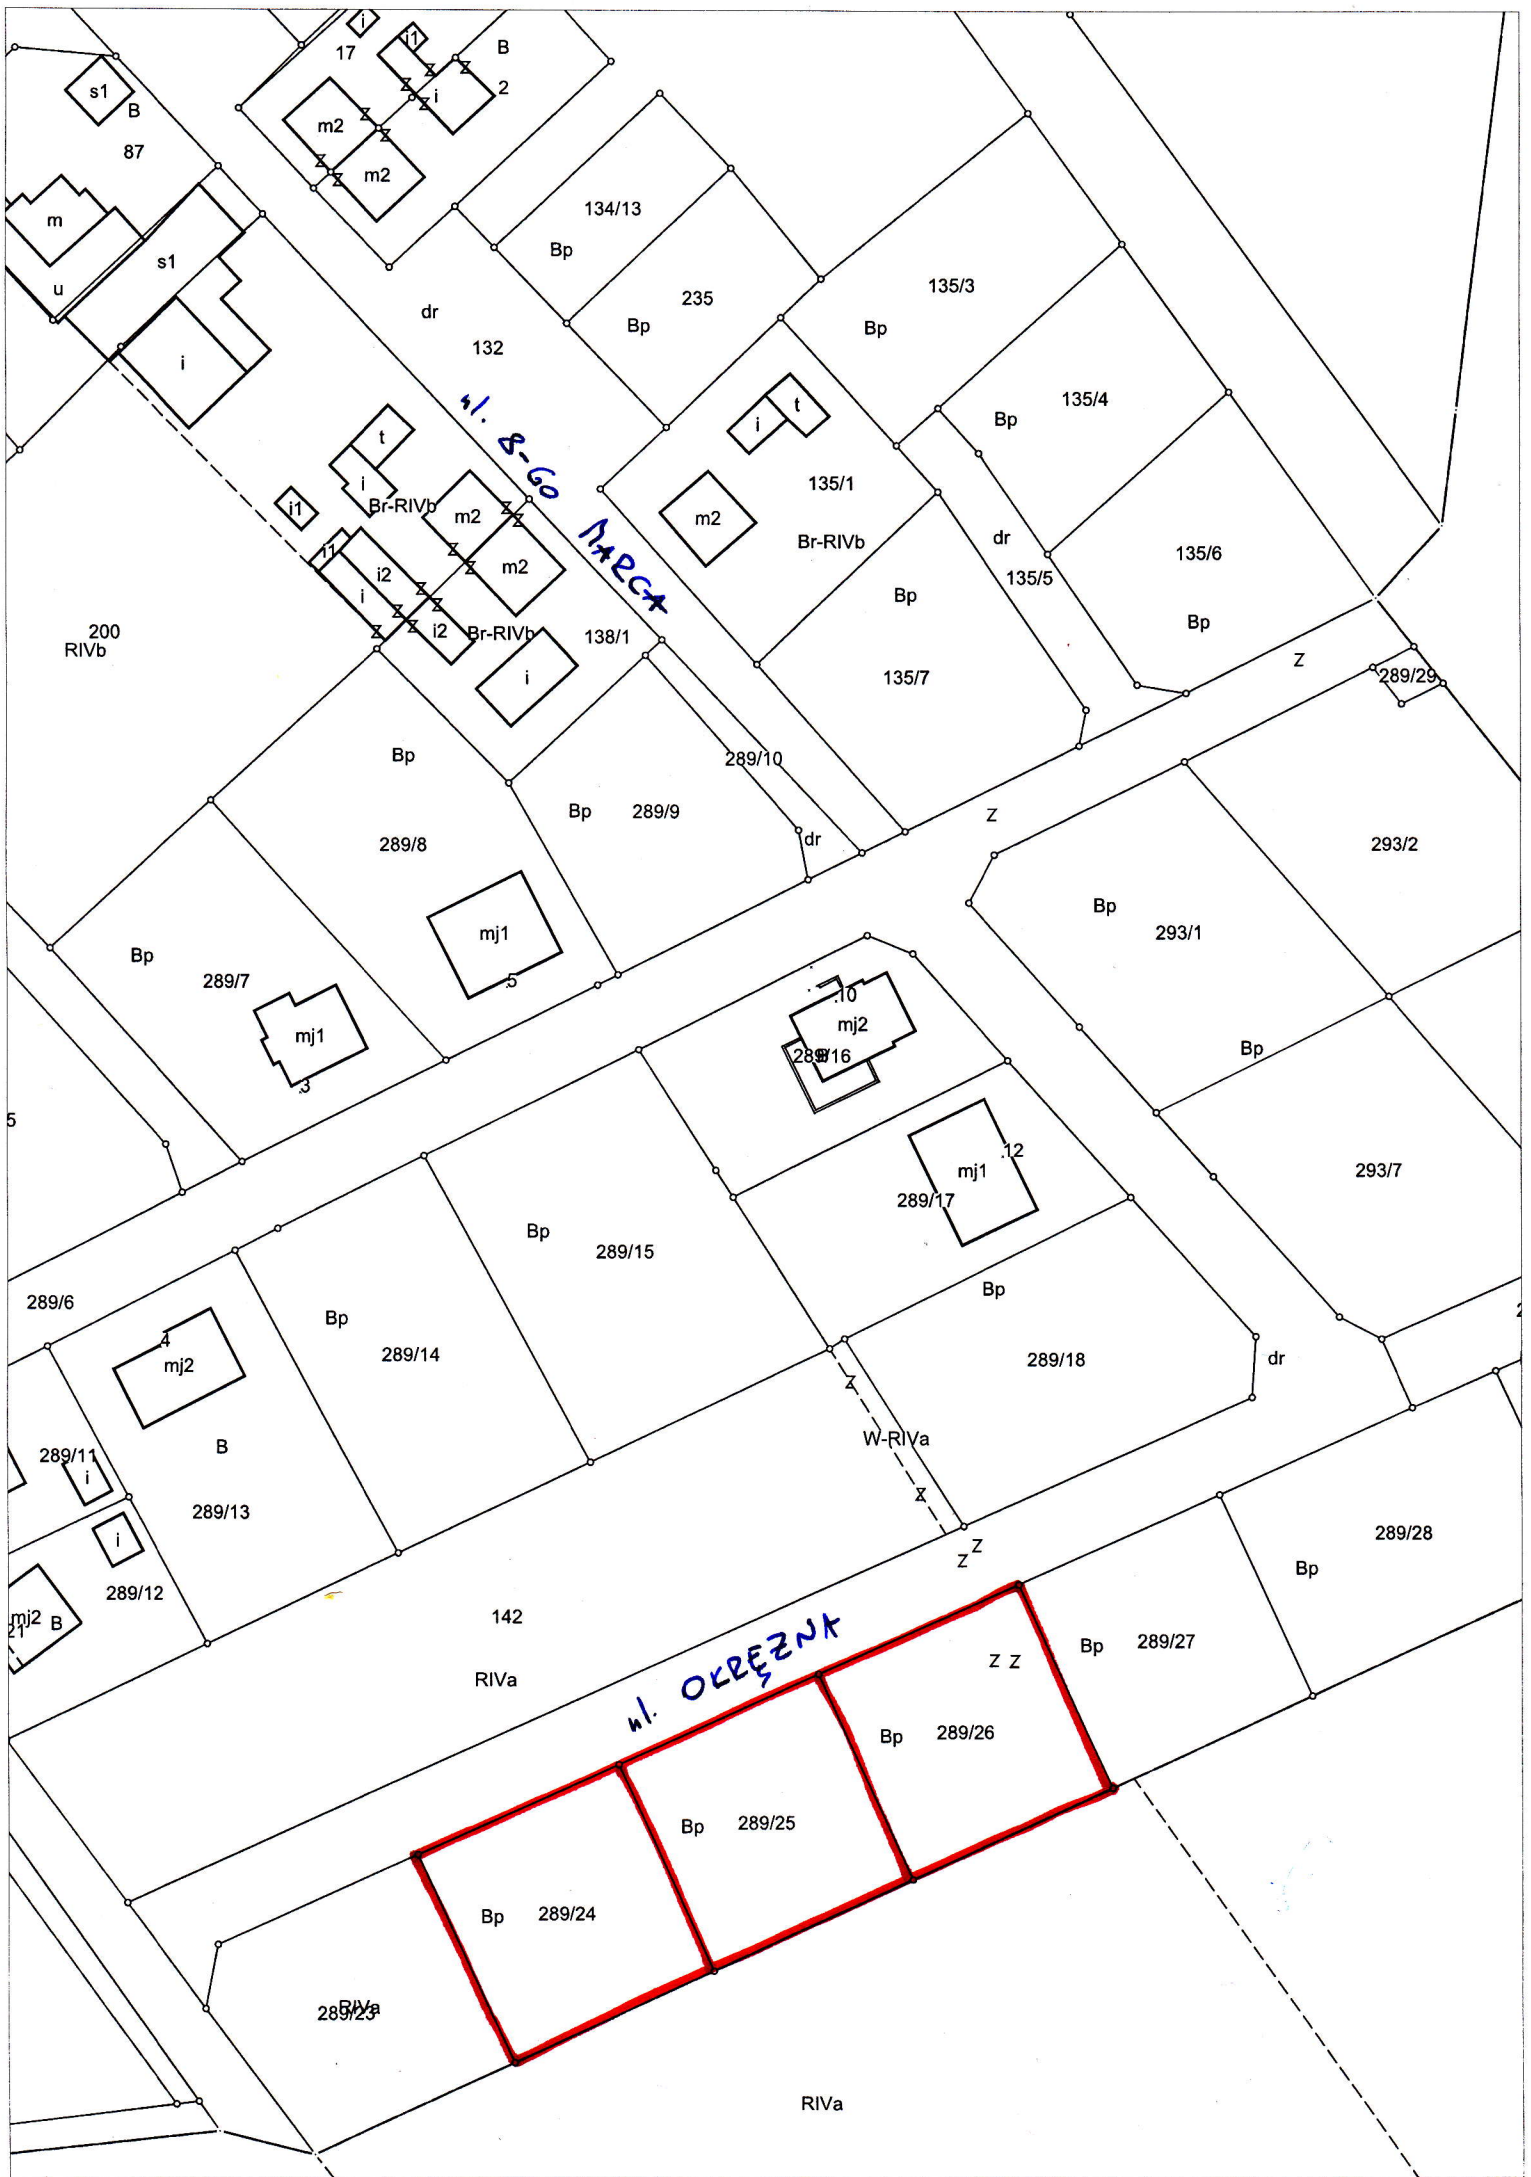 i
i1
17
B
2
i
s1
B
87
m2
m2
m
s1
u
i
134/13
Bp
235
Bp
dr
132
135/3
Bp
135/4
Bp
t
i
135/1
m2
Br-RIVb
ul. 8-GO MARCA
t
i
Br-RIVb
i1
m2
m2
i1
i2
i
i2
Br-RIVb
138/1
i
dr
135/5
135/6
Bp
Bp
135/7
200
RIVb
Z
289/29
Bp
289/8
Bp
289/9
289/10
dr
Z
293/2
Bp
293/1
mj1
5
Bp
289/7
mj1
3
10
mj2
289/16
Bp
12
mj1
289/17
293/7
5
Bp
289/15
Bp
289/18
dr
289/6
4
mj2
Bp
289/14
B
289/11
i
289/13
W-RIVa
i
289/12
mj2
B
21
142
RIVa
Z
Z
289/28
Bp
Bp
289/27
ul. OKRĘŻNA
Z Z
Bp
289/26
Bp
289/25
Bp
289/24
RIVa
289/23
RIVa